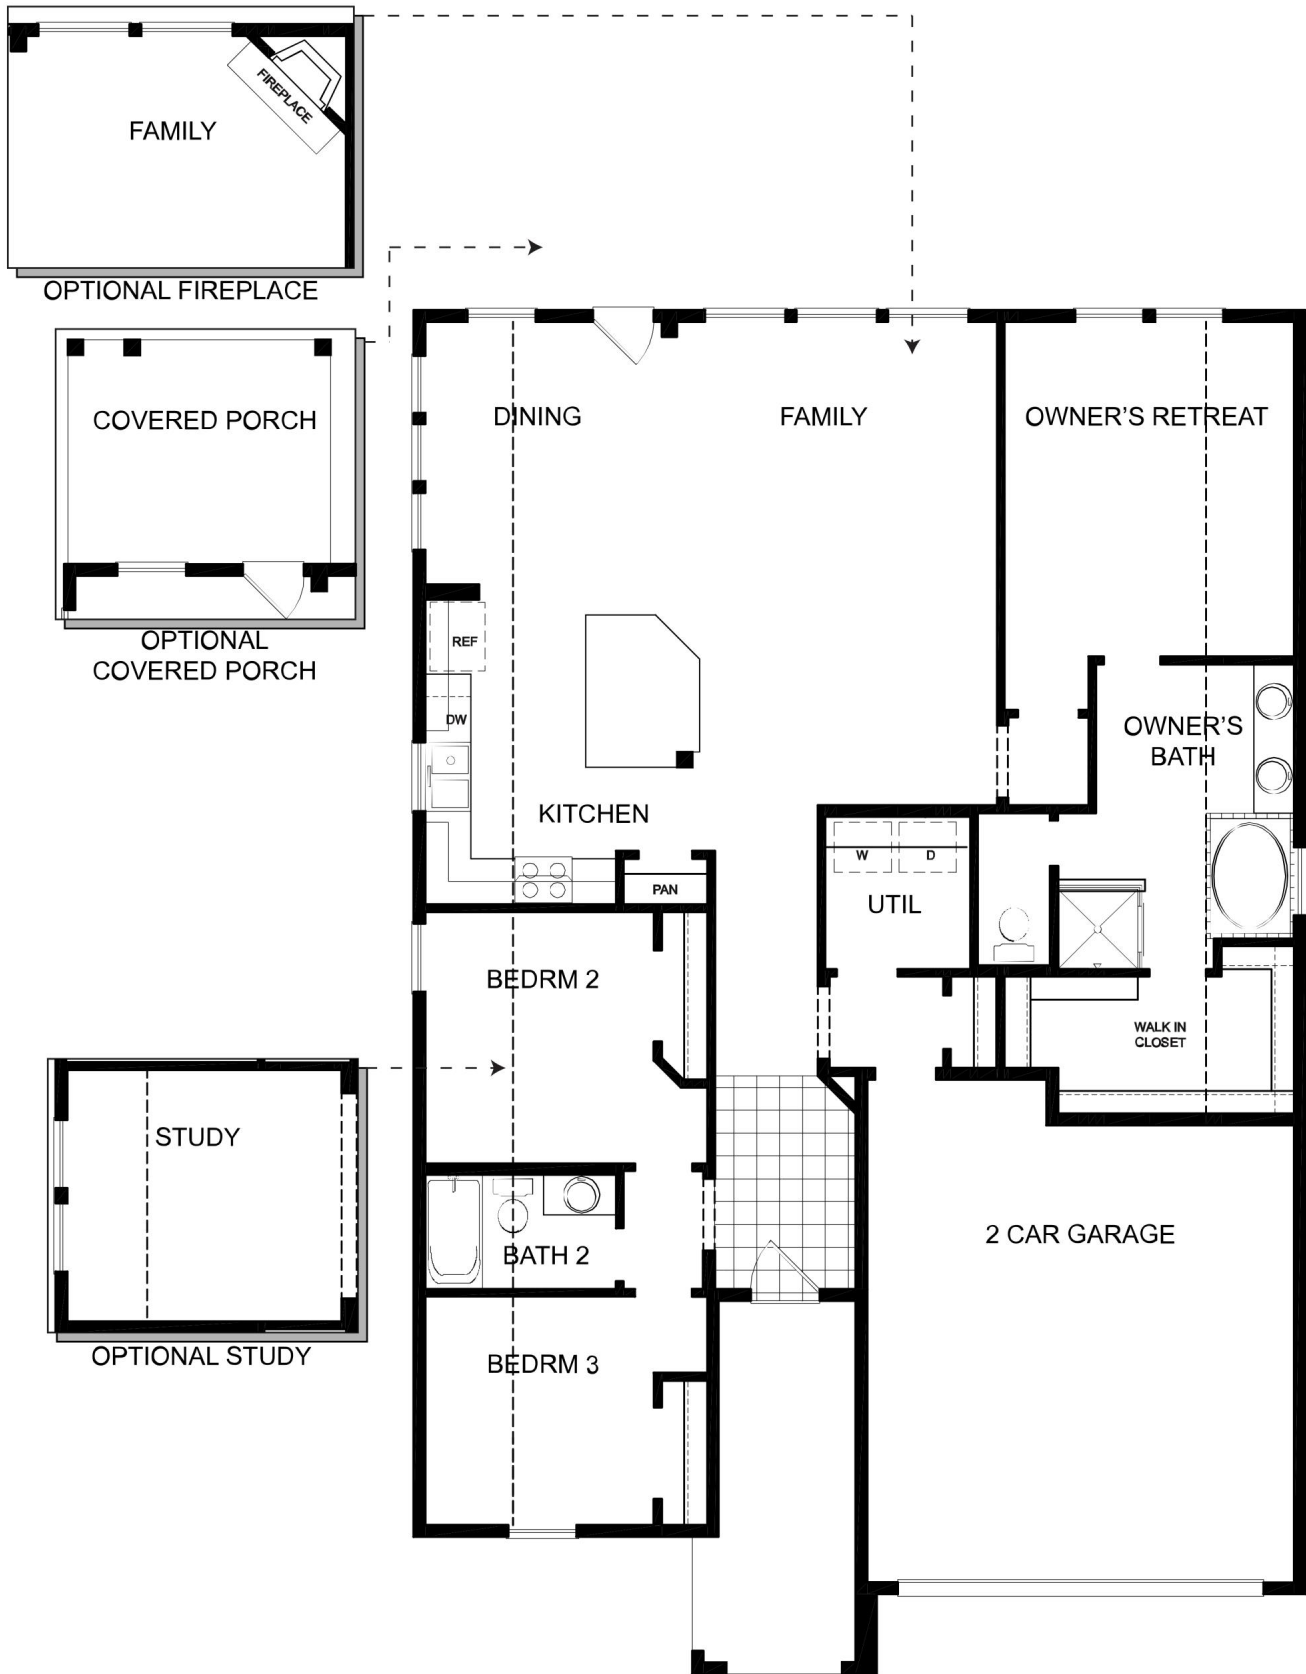 FIREPLACE
FAMILY
OPTIONAL FIREPLACE
COVERED PORCH
OPTIONAL
COVERED PORCH
DINING
FAMILY
OWNER'S RETREAT
REF
DW
OWNER'S
BATH
KITCHEN
W
D
PAN
UTIL
BEDRM 2
WALK IN
CLOSET
STUDY
OPTIONAL STUDY
BATH 2
2 CAR GARAGE
BEDRM 3